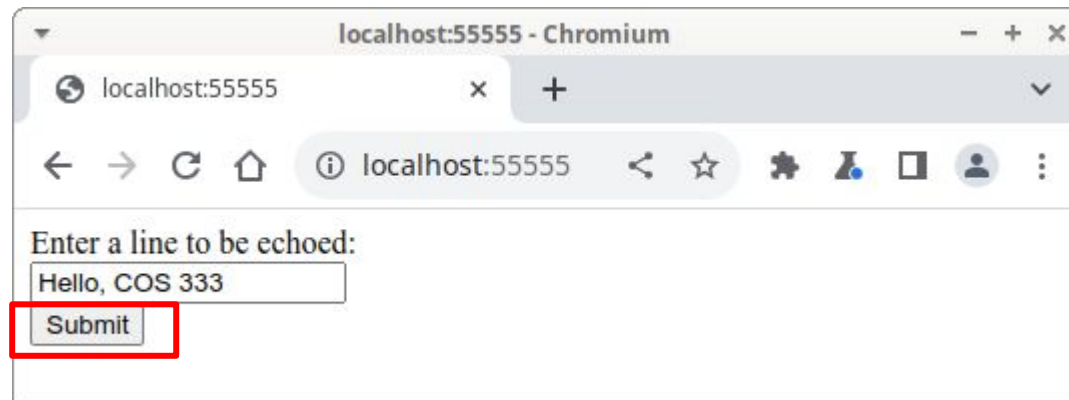 localhost:55555 - Chromium
localhost:55555
localhost:55555
Enter a line to be echoed:
Hello, COS 333
Submit